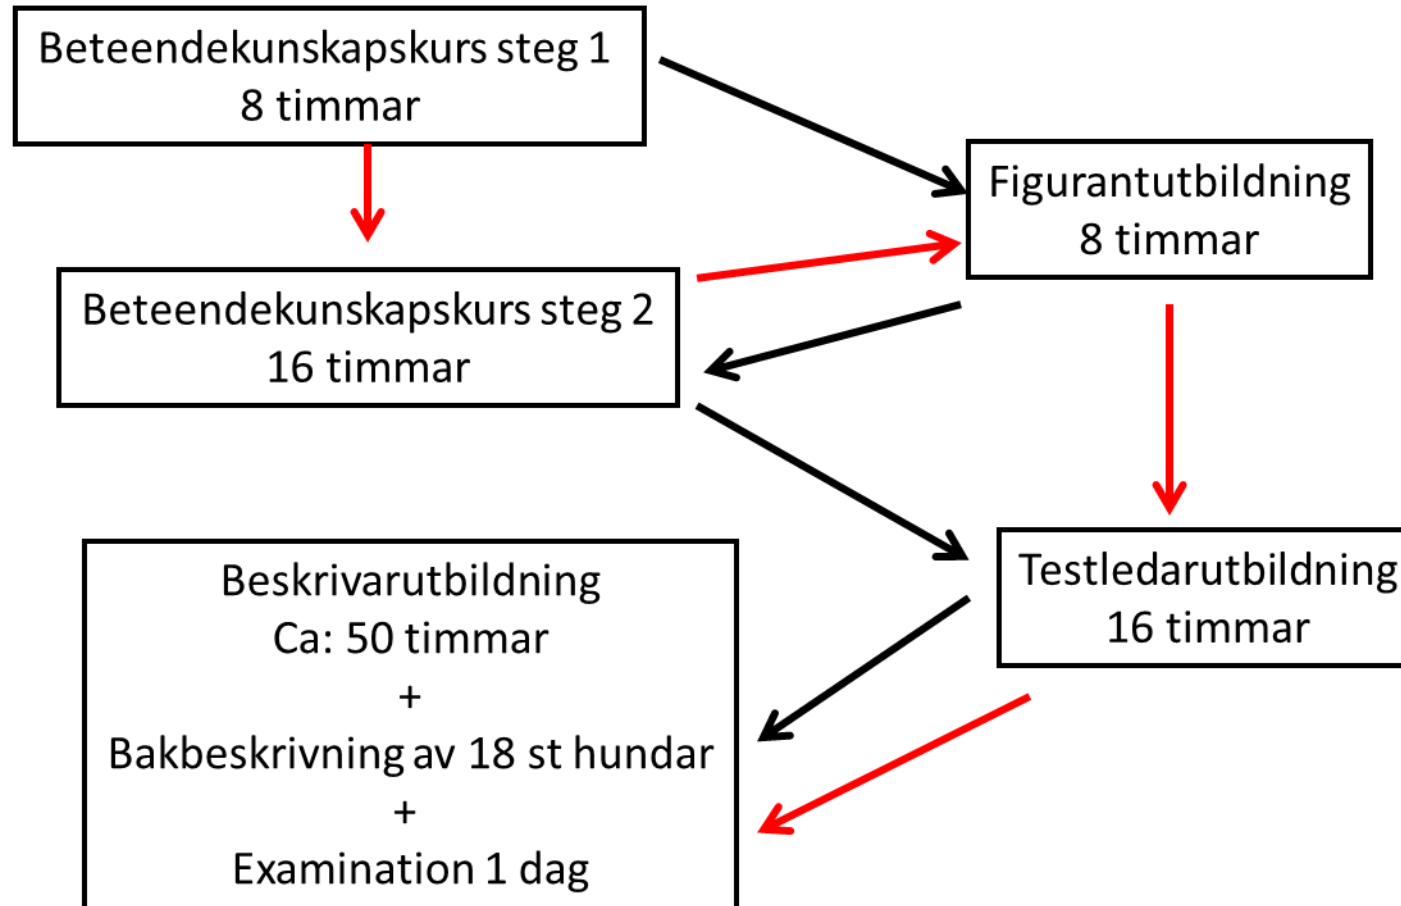 Beteendekunskapskurs steg 1
8 timmar
Figurantutbildning
8 timmar
Beteendekunskapskurs steg 2
16 timmar
Testledarutbildning
16 timmar
Beskrivarutbildning
Ca: 50 timmar
+
Bakbeskrivning av 18 st hundar
+
Examination 1 dag